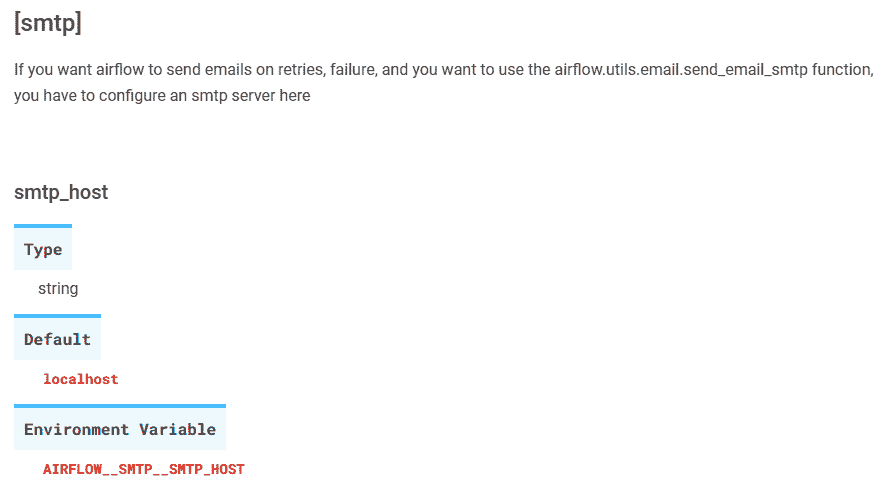 [smtp]
If you want airflow to send emails on retries, failure, and you want to use the airflow.utils.email.send_email_smtp function,
you have to configure an smtp server here
smtp_host
Type
string
Default
localhost
Environment Variable
AIRFLOW__SMTP__SMTP_HOST